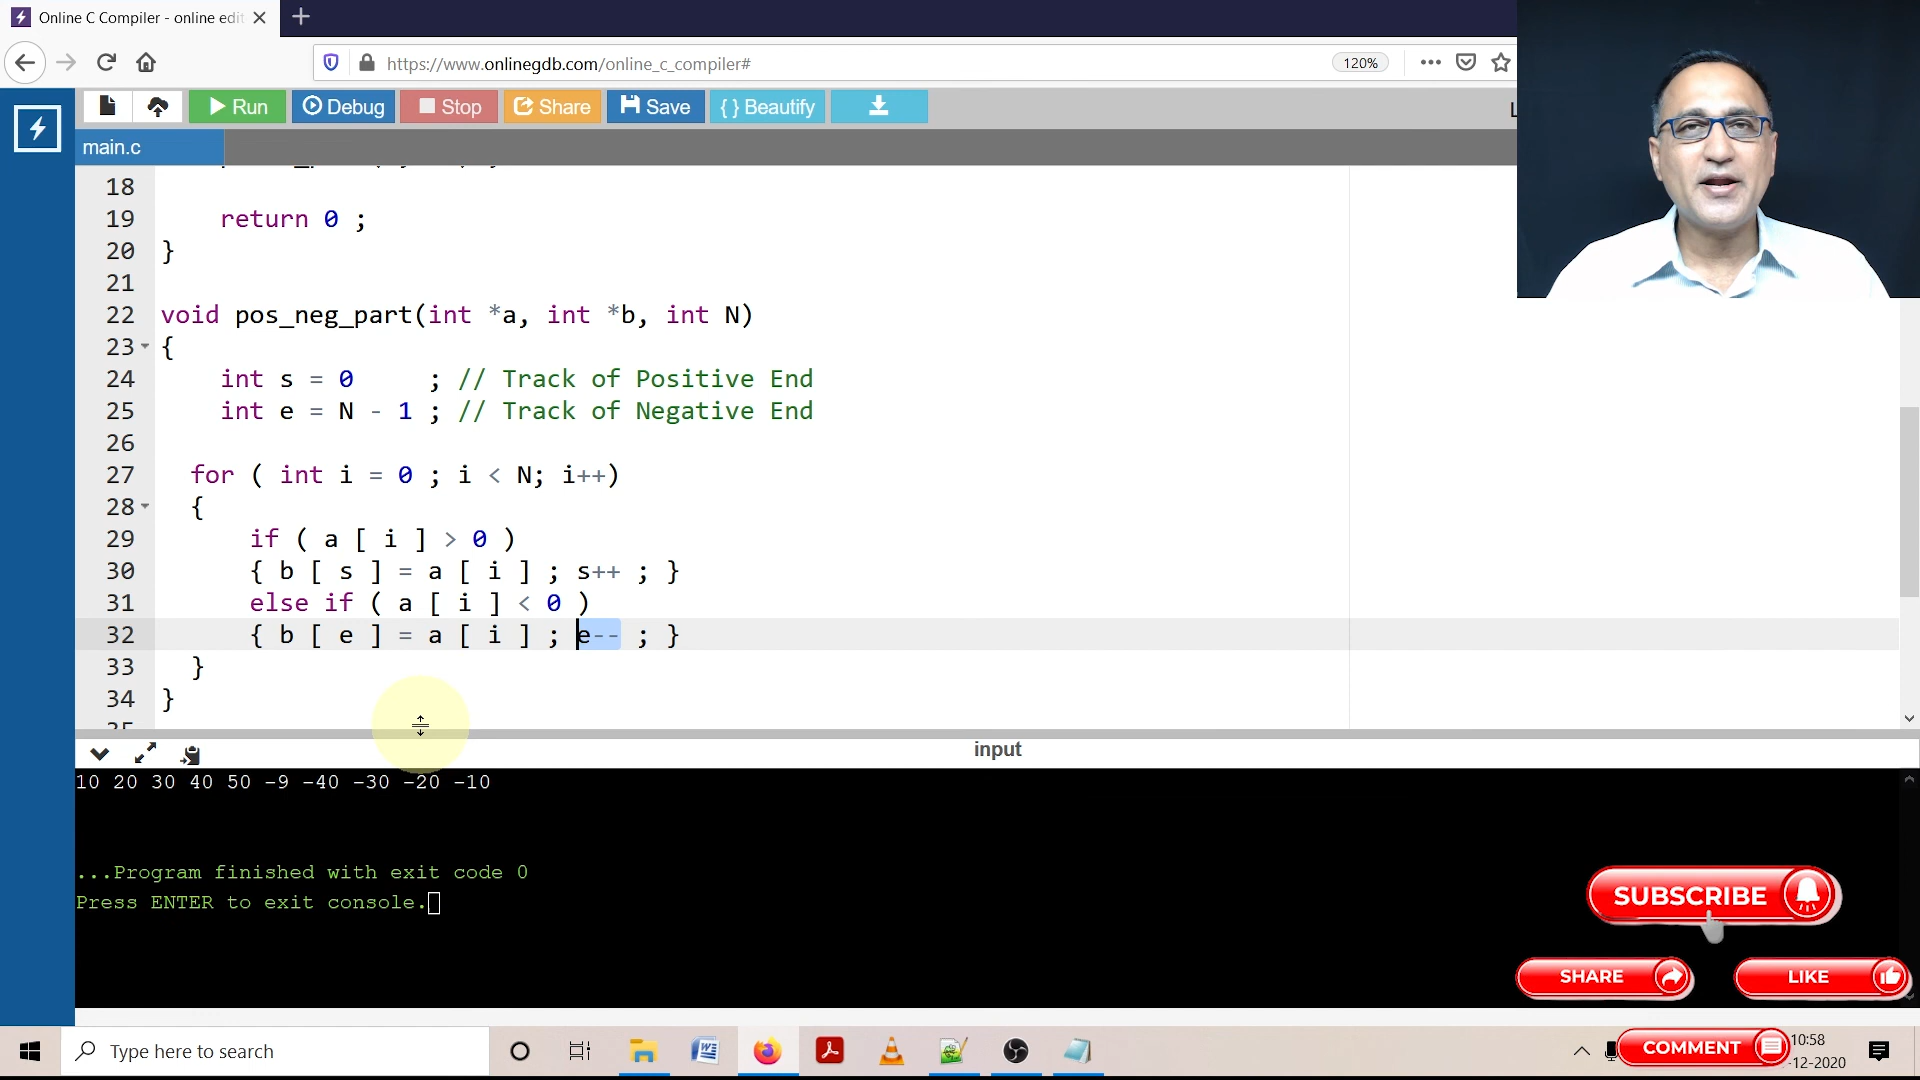 Online C Compiler - online edit
https://www.onlinegdb.com/online_c_compiler#
120%
Run
Debug
Stop
Share
Save
{ } Beautify
main.c
18
19 return 0 ;
20 }
21
22 void pos_neg_part(int *a, int *b, int N)
23 {
24 int s = 0 ; // Track of Positive End
25 int e = N - 1 ; // Track of Negative End
26
27 for ( int i = 0 ; i < N; i++)
28 {
29 if ( a [ i ] > 0 )
30 { b [ s ] = a [ i ] ; s++ ; }
31 else if ( a [ i ] < 0 )
32 { b [ e ] = a [ i ] ; e-- ; }
33 }
34 }
input
10 20 30 40 50 -9 -40 -30 -20 -10
...Program finished with exit code 0
Press ENTER to exit console.
SUBSCRIBE
SHARE
LIKE
Type here to search
COMMENT
10:58
-12-2020